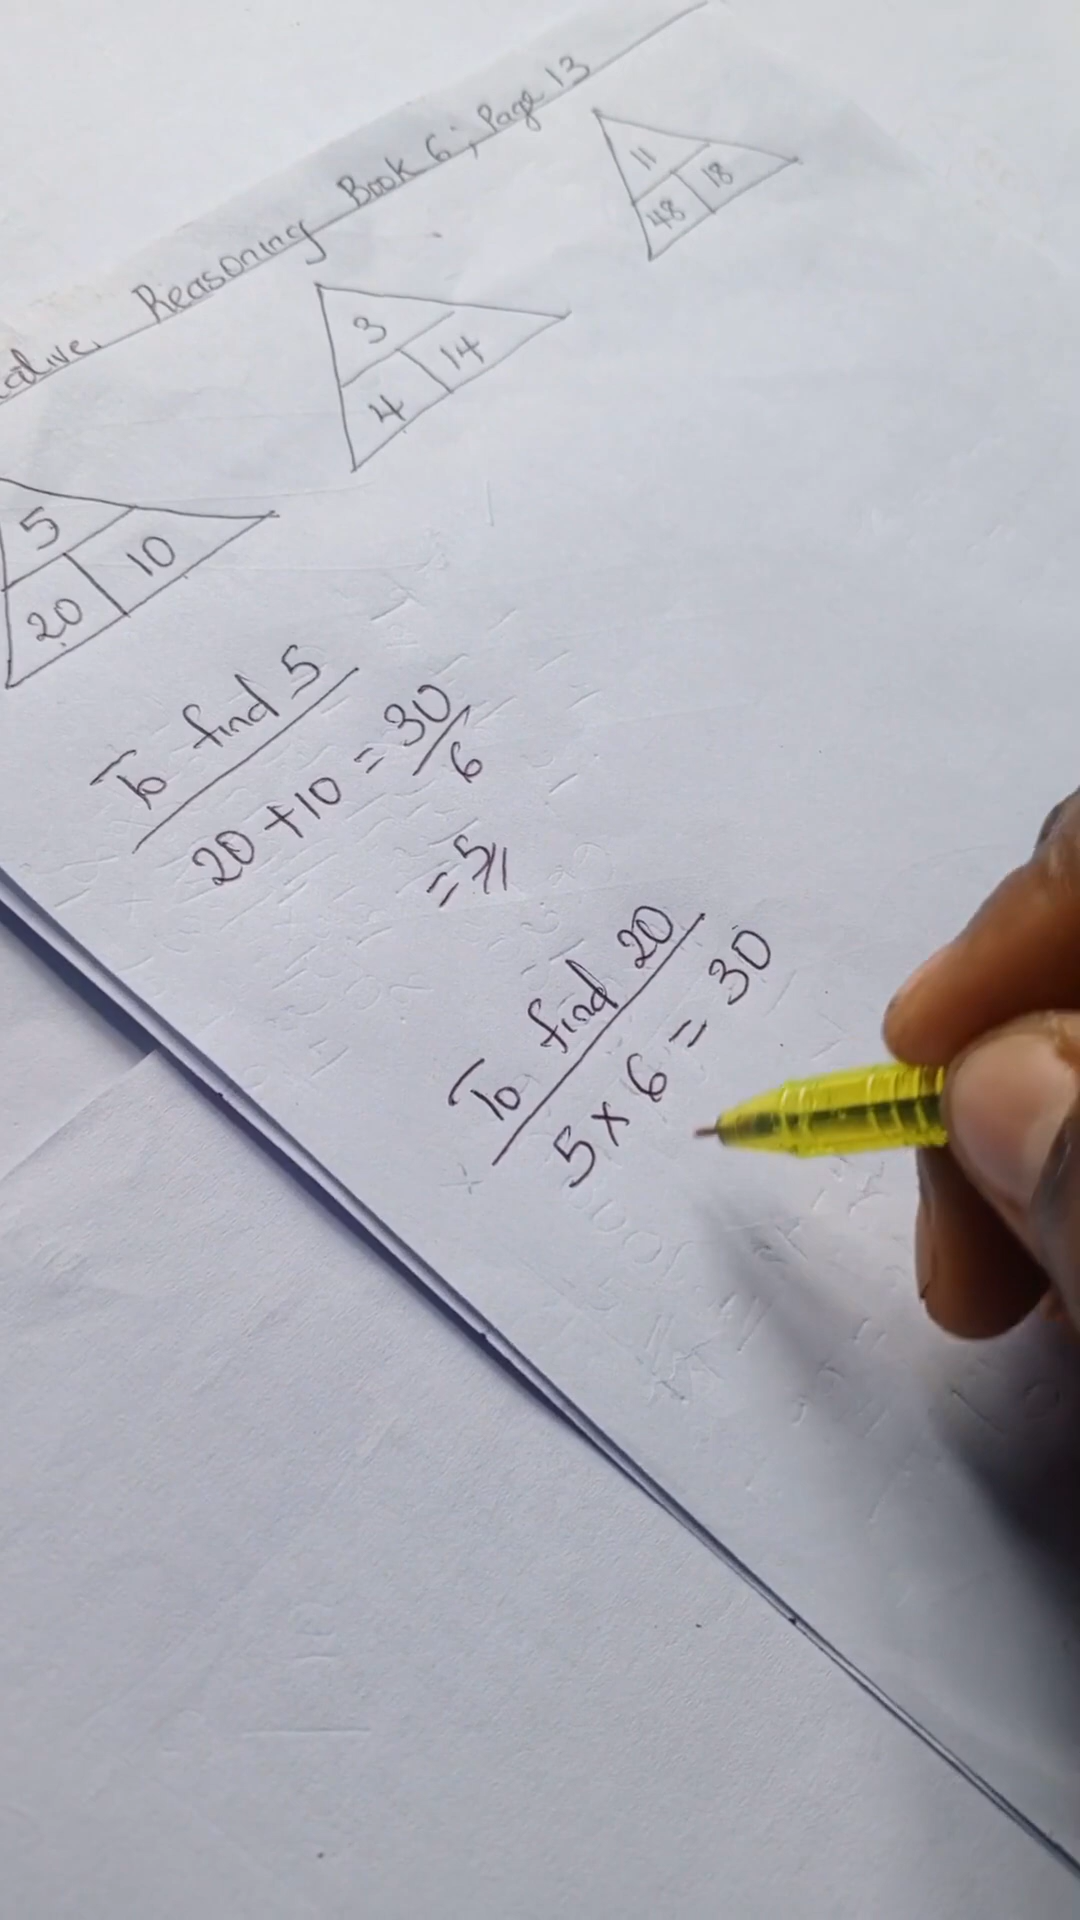 Reasoning Book 6; Page 13
11
48 18
3
4 14
5
20 10
To find 5
20 + 10 = 30/6
= 5//
To find 20
5 x 6 = 30